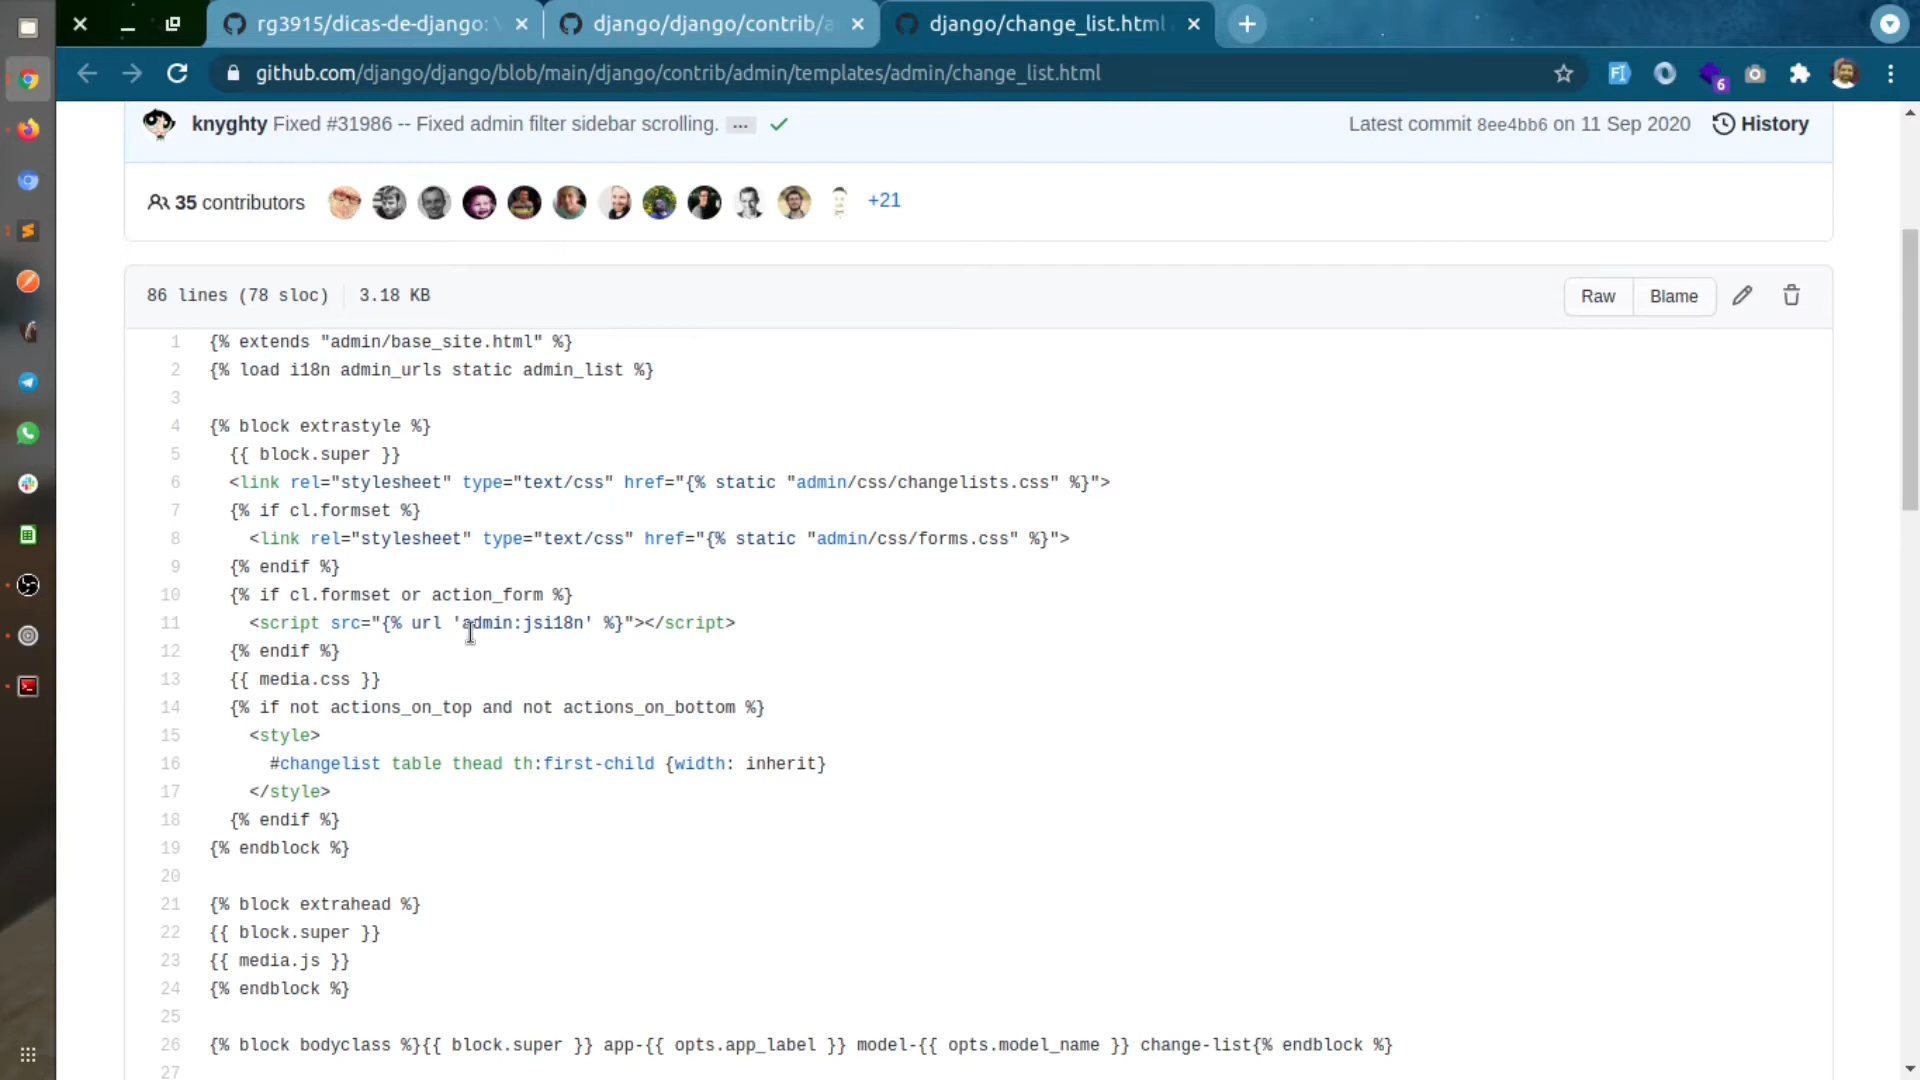 rg3915/dicas-de-django:
django/django/contrib/a
django/change_list.html
github.com/django/django/blob/main/django/contrib/admin/templates/admin/change_list.html
6
knyghty Fixed #31986 -- Fixed admin filter sidebar scrolling. ...
Latest commit 8ee4bb6 on 11 Sep 2020
History
35 contributors
+21
86 lines (78 sloc)
3.18 KB
Raw
Blame
1 {% extends "admin/base_site.html" %}
2 {% load i18n admin_urls static admin_list %}
3
4 {% block extrastyle %}
5 {{ block.super }}
6 <link rel="stylesheet" type="text/css" href="{% static "admin/css/changelists.css" %}">
7 {% if cl.formset %}
8 <link rel="stylesheet" type="text/css" href="{% static "admin/css/forms.css" %}">
9 {% endif %}
10 {% if cl.formset or action_form %}
11 <script src="{% url 'admin:jsi18n' %}"></script>
12 {% endif %}
13 {{ media.css }}
14 {% if not actions_on_top and not actions_on_bottom %}
15 <style>
16 #changelist table thead th:first-child {width: inherit}
17 </style>
18 {% endif %}
19 {% endblock %}
20
21 {% block extrahead %}
22 {{ block.super }}
23 {{ media.js }}
24 {% endblock %}
25
26 {% block bodyclass %}{{ block.super }} app-{{ opts.app_label }} model-{{ opts.model_name }} change-list{% endblock %}
27